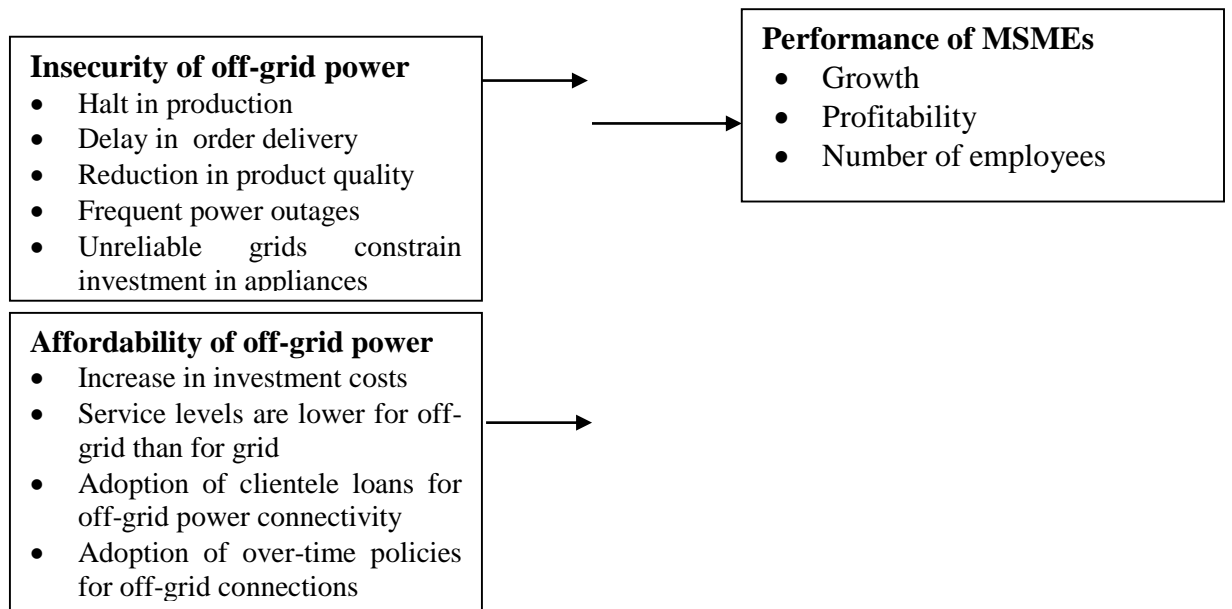 Insecurity of off-grid power
• Halt in production
• Delay in order delivery
• Reduction in product quality
• Frequent power outages
• Unreliable grids constrain
investment in appliances
Affordability of off-grid power
• Increase in investment costs
• Service levels are lower for off-
grid than for grid
• Adoption of clientele loans for
off-grid power connectivity
• Adoption of over-time policies
for off-grid connections
Performance of MSMEs
• Growth
• Profitability
• Number of employees